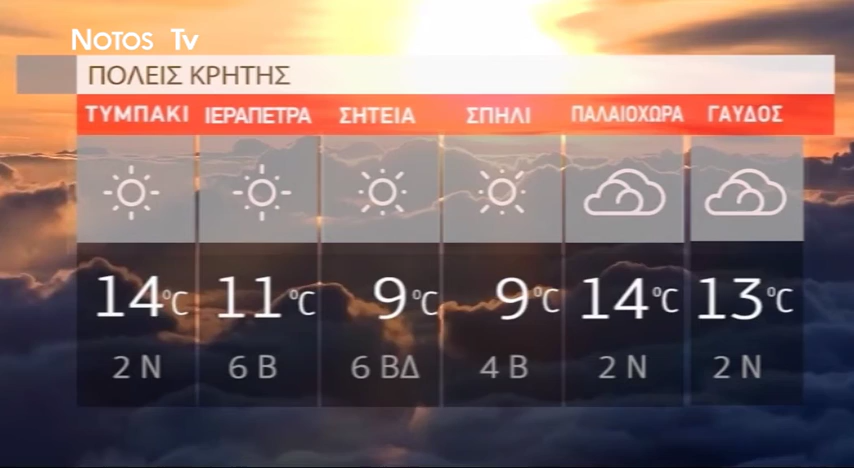 NOTOS TV
ΠΟΛΕΙΣ ΚΡΗΤΗΣ
ΤΥΜΠΑΚΙ ΙΕΡΑΠΕΤΡΑ ΣΗΤΕΙΑ ΣΠΗΛΙ ΠΑΛΑΙΟΧΩΡΑ ΓΑΥΔΟΣ
14°C 11°C 9°C 9°C 14°C 13°C
2 Ν 6 Β 6 ΒΔ 4 Β 2 Ν 2 Ν